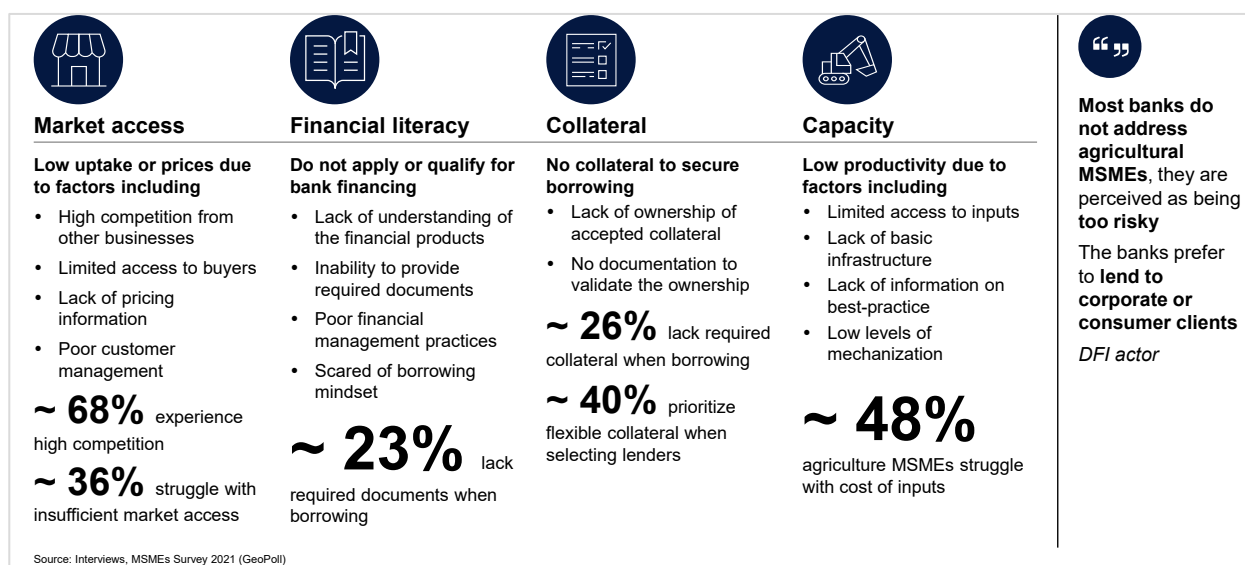 Market access
Low uptake or prices due
to factors including
• High competition from
other businesses
• Limited access to buyers
• Lack of pricing
information
• Poor customer
management
~ 68% experience
high competition
~ 36% struggle with
insufficient market access
Financial literacy
Do not apply or qualify for
bank financing
• Lack of understanding of
the financial products
• Inability to provide
required documents
• Poor financial
management practices
• Scared of borrowing
mindset
~ 23% lack
required documents when
borrowing
Collateral
No collateral to secure
borrowing
• Lack of ownership of
accepted collateral
• No documentation to
validate the ownership
~ 26% lack required
collateral when borrowing
~ 40% prioritize
flexible collateral when
selecting lenders
Capacity
Low productivity due to
factors including
• Limited access to inputs
• Lack of basic
infrastructure
• Lack of information on
best-practice
• Low levels of
mechanization
~ 48%
agriculture MSMEs struggle
with cost of inputs
“ ”
Most banks do
not address
agricultural
MSMEs, they are
perceived as being
too risky
The banks prefer
to lend to
corporate or
consumer clients
DFI actor
Source: Interviews, MSMEs Survey 2021 (GeoPoll)